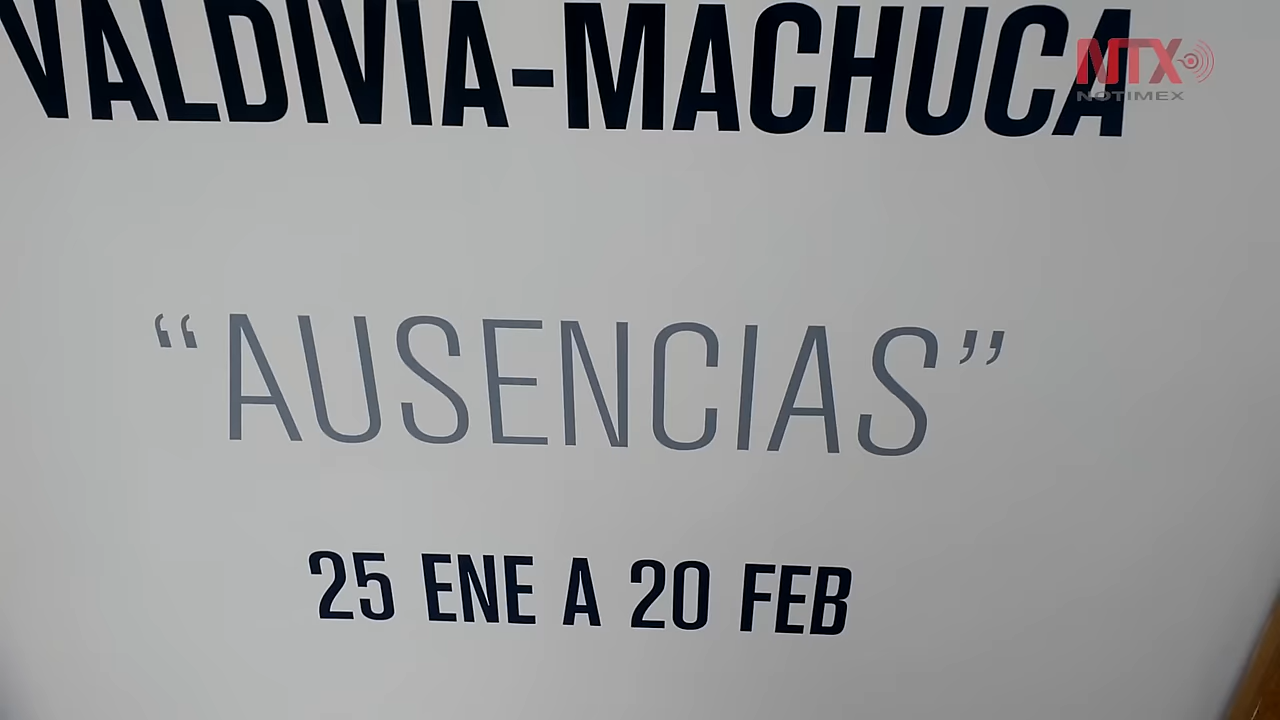 VALDIVIA-MACHUCA
NTX
NOTIMEX
“AUSENCIAS”
25 ENE A 20 FEB